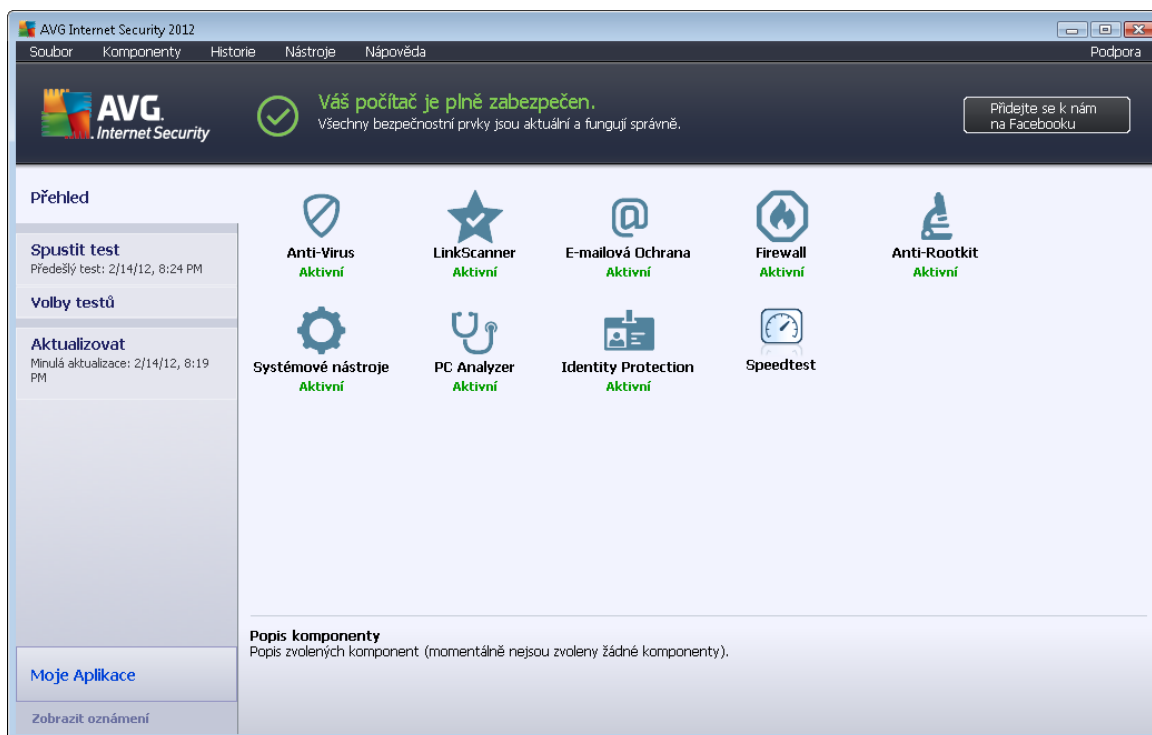 AVG Internet Security 2012
Soubor Komponenty Historie Nástroje Nápověda Podpora
AVG.
Internet Security
Váš počítač je plně zabezpečen.
Všechny bezpečnostní prvky jsou aktuální a fungují správně.
Přidejte se k nám
na Facebooku
Přehled
Spustit test
Předešlý test: 2/14/12, 8:24 PM
Volby testů
Aktualizovat
Minulá aktualizace: 2/14/12, 8:19
PM
Anti-Virus
Aktivní
LinkScanner
Aktivní
E-mailová Ochrana
Aktivní
Firewall
Aktivní
Anti-Rootkit
Aktivní
Systémové nástroje
Aktivní
PC Analyzer
Aktivní
Identity Protection
Aktivní
Speedtest
Popis komponenty
Popis zvolených komponent (momentálně nejsou zvoleny žádné komponenty).
Moje Aplikace
Zobrazit oznámení